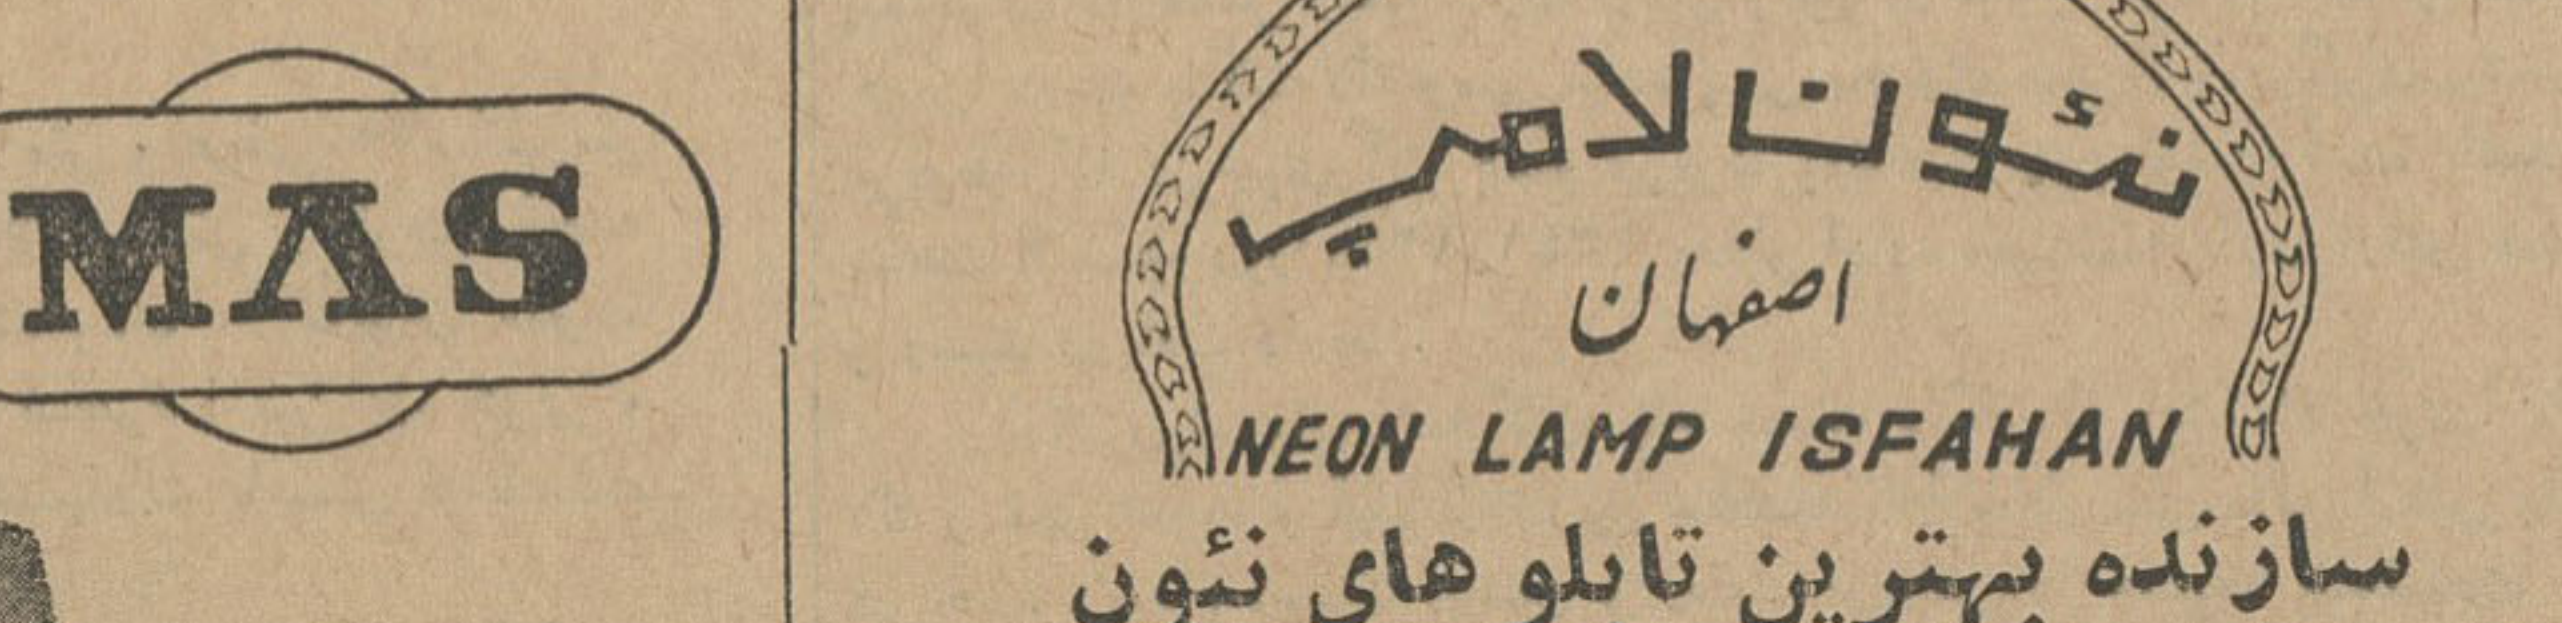 MAS
نئون لامپ
اصفهان
NEON LAMP ISFAHAN
سازنده بهترین تابلو های نئون